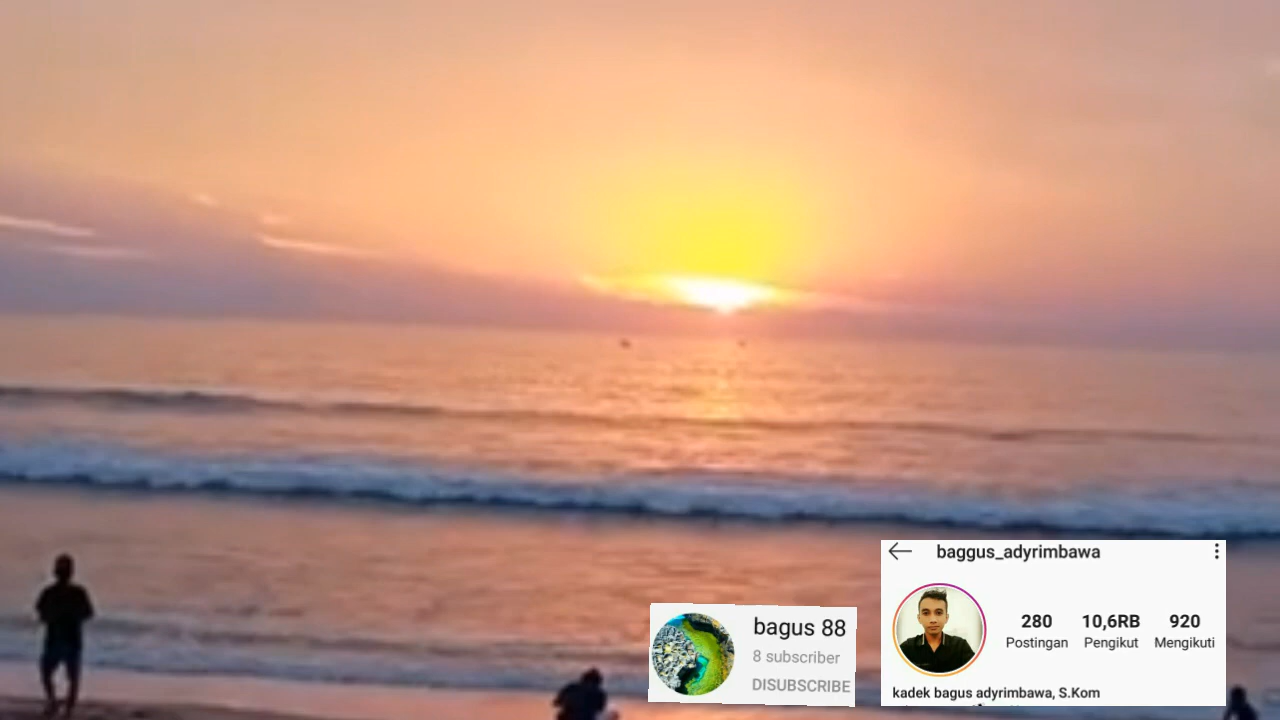 bagus 88
8 subscriber
DISUBSCRIBE
baggus_adyrimbawa
280 10,6RB 920
Postingan Pengikut Mengikuti
kadek bagus adyrimbawa, S.Kom